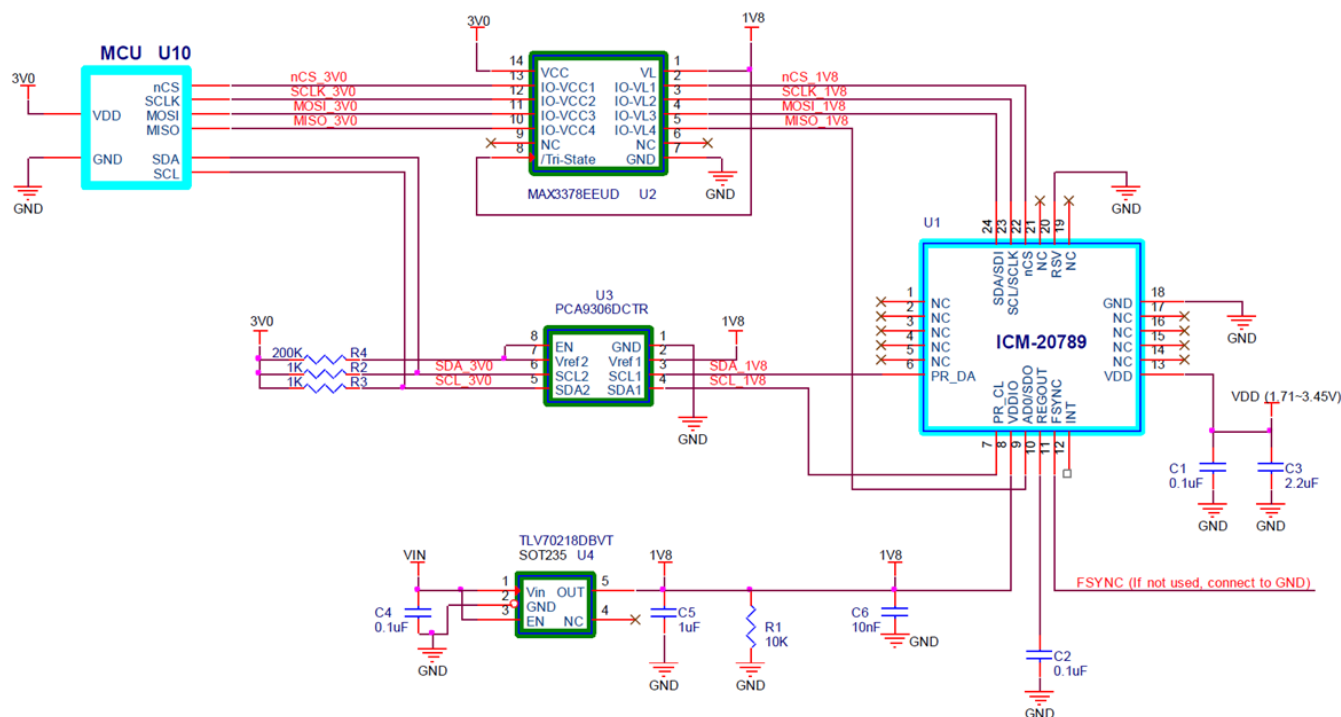 3V0
1V8
MCU U10
3V0
VDD
GND
GND
nCS
SCLK
MOSI
MISO
SDA
SCL
nCS_3V0
SCLK_3V0
MOSI_3V0
MISO_3V0
14
13
12
11
10
9
8
VCC
IO-VCC1
IO-VCC2
IO-VCC3
IO-VCC4
NC
/Tri-State
VL
IO-VL1
IO-VL2
IO-VL3
IO-VL4
NC
GND
1
2
3
4
5
6
7
nCS_1V8
SCLK_1V8
MOSI_1V8
MISO_1V8
GND
MAX3378EEUD U2
GND
U1
24
23
22
21
20
19
SDA/SDI
SCL/SCLK
nCS
NC
RSV
NC
1
2
3
4
5
6
NC
NC
NC
NC
NC
PR_DA
ICM-20789
GND
NC
NC
NC
NC
VDD
18
17
16
15
14
13
GND
PR_CL
VDDIO
AD0/SDO
REGOUT
FSYNC
INT
7
8
9
10
11
12
VDD (1.71~3.45V)
C1
0.1uF
GND
C3
2.2uF
GND
U3
PCA9306DCTR
3V0
200K R4
1K R2
1K R3
SDA_3V0
SCL_3V0
8
7
6
5
EN
Vref2
SCL2
SDA2
GND
Vref1
SCL1
SDA1
1
2
3
4
1V8
SDA_1V8
SCL_1V8
GND
TLV70218DBVT
SOT235 U4
VIN
C4
0.1uF
GND
1
2
3
Vin
GND
EN
OUT
NC
5
4
1V8
C5
1uF
GND
R1
10K
GND
1V8
C6
10nF
GND
FSYNC (If not used, connect to GND)
C2
0.1uF
GND